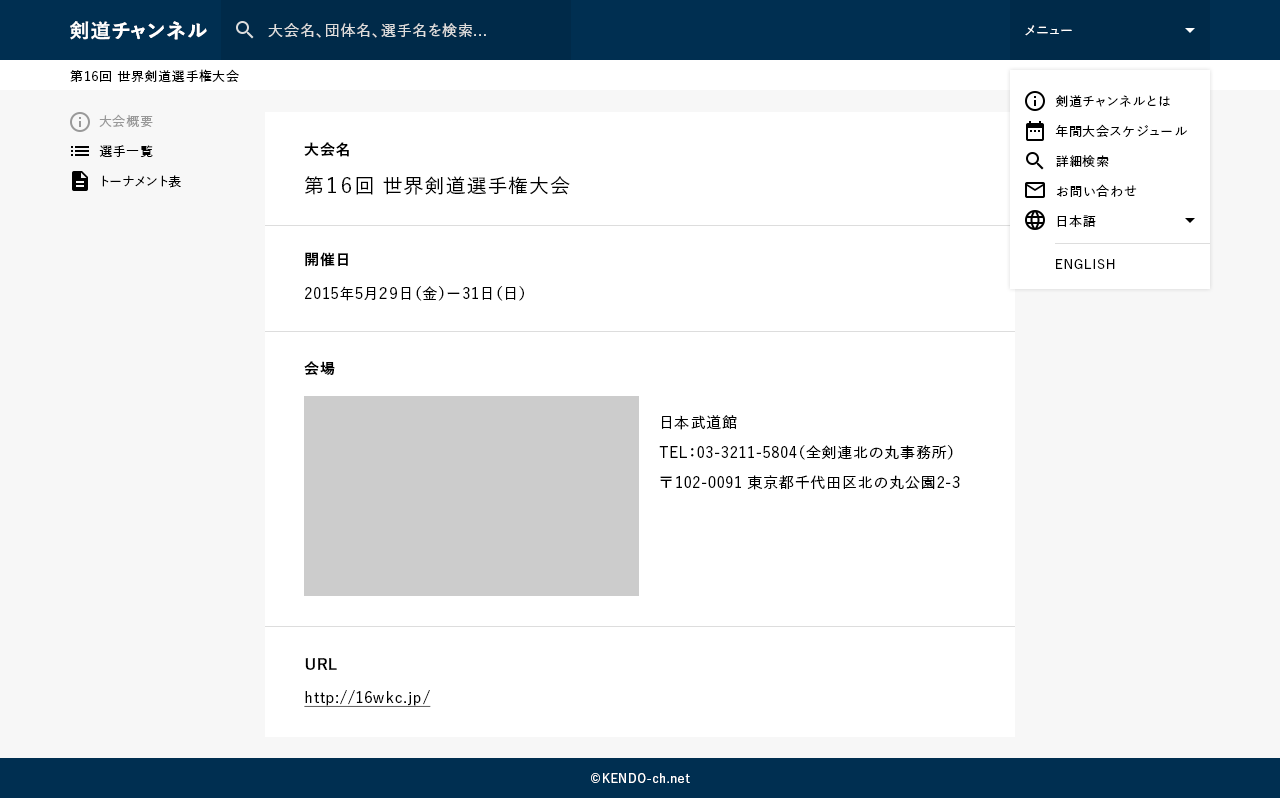 剣道チャンネル
大会名、団体名、選手名を検索...
メニュー
第16回 世界剣道選手権大会
剣道チャンネルとは
年間大会スケジュール
詳細検索
お問い合わせ
日本語
ENGLISH
大会概要
選手一覧
トーナメント表
大会名
第16回 世界剣道選手権大会
開催日
2015年5月29日(金)ー31日(日)
会場
日本武道館
TEL:03-3211-5804(全剣連北の丸事務所)
〒102-0091 東京都千代田区北の丸公園2-3
URL
http://16wkc.jp/
©KENDO-ch.net